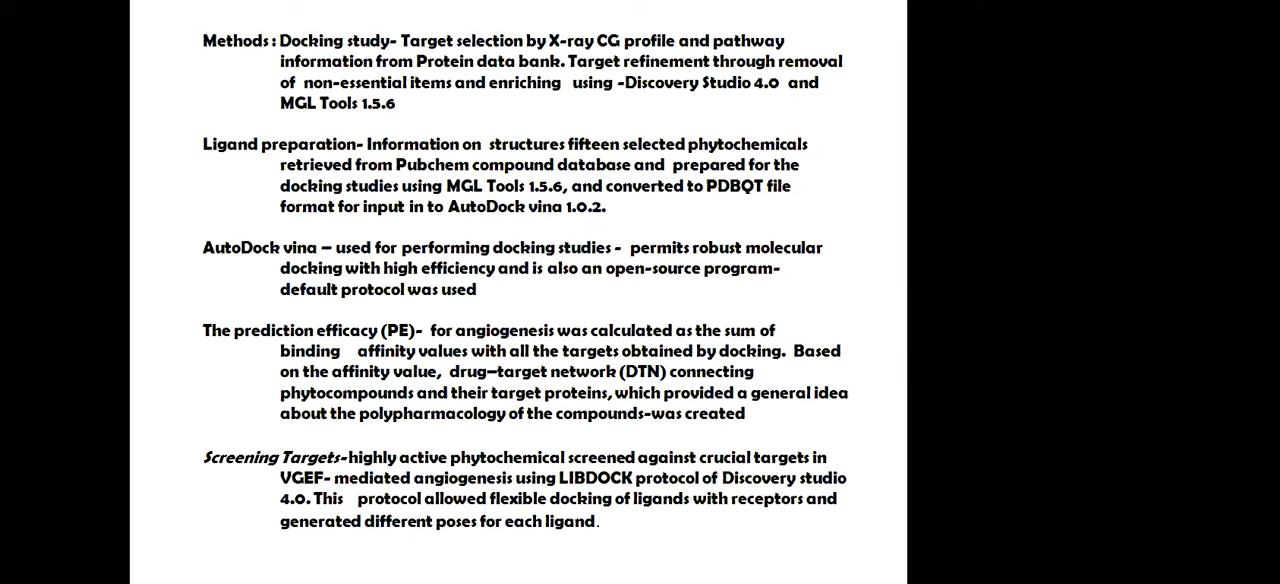 Methods : Docking study- Target selection by X-ray CG profile and pathway
information from Protein data bank. Target refinement through removal
of non-essential items and enriching using -Discovery Studio 4.0 and
MGL Tools 1.5.6
Ligand preparation- Information on structures fifteen selected phytochemicals
retrieved from Pubchem compound database and prepared for the
docking studies using MGL Tools 1.5.6, and converted to PDBQT file
format for input in to AutoDock vina 1.0.2.
AutoDock vina – used for performing docking studies - permits robust molecular
docking with high efficiency and is also an open-source program-
default protocol was used
The prediction efficacy (PE)- for angiogenesis was calculated as the sum of
binding affinity values with all the targets obtained by docking. Based
on the affinity value, drug–target network (DTN) connecting
phytocompounds and their target proteins, which provided a general idea
about the polypharmacology of the compounds-was created
Screening Targets-highly active phytochemical screened against crucial targets in
VGEF- mediated angiogenesis using LIBDOCK protocol of Discovery studio
4.0. This protocol allowed flexible docking of ligands with receptors and
generated different poses for each ligand.